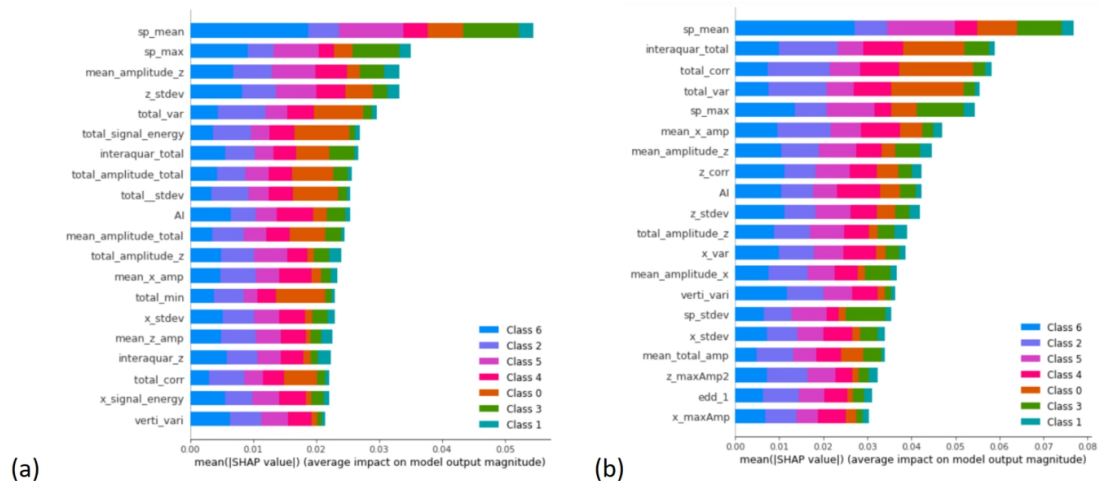 sp_mean
sp_max
mean_amplitude_z
z_stdev
total_var
total_signal_energy
interaquar_total
total_amplitude_total
total__stdev
AI
mean_amplitude_total
total_amplitude_z
mean_x_amp
total_min
x_stdev
mean_z_amp
interaquar_z
total_corr
x_signal_energy
verti_vari
Class 6
Class 2
Class 5
Class 4
Class 0
Class 3
Class 1
0.00 0.01 0.02 0.03 0.04 0.05
mean(|SHAP value|) (average impact on model output magnitude)
(a)
sp_mean
interaquar_total
total_corr
total_var
sp_max
mean_x_amp
mean_amplitude_z
z_corr
AI
z_stdev
total_amplitude_z
x_var
mean_amplitude_x
verti_vari
sp_stdev
x_stdev
mean_total_amp
z_maxAmp2
edd_1
x_maxAmp
Class 6
Class 2
Class 5
Class 4
Class 0
Class 3
Class 1
0.00 0.01 0.02 0.03 0.04 0.05 0.06 0.07 0.08
mean(|SHAP value|) (average impact on model output magnitude)
(b)